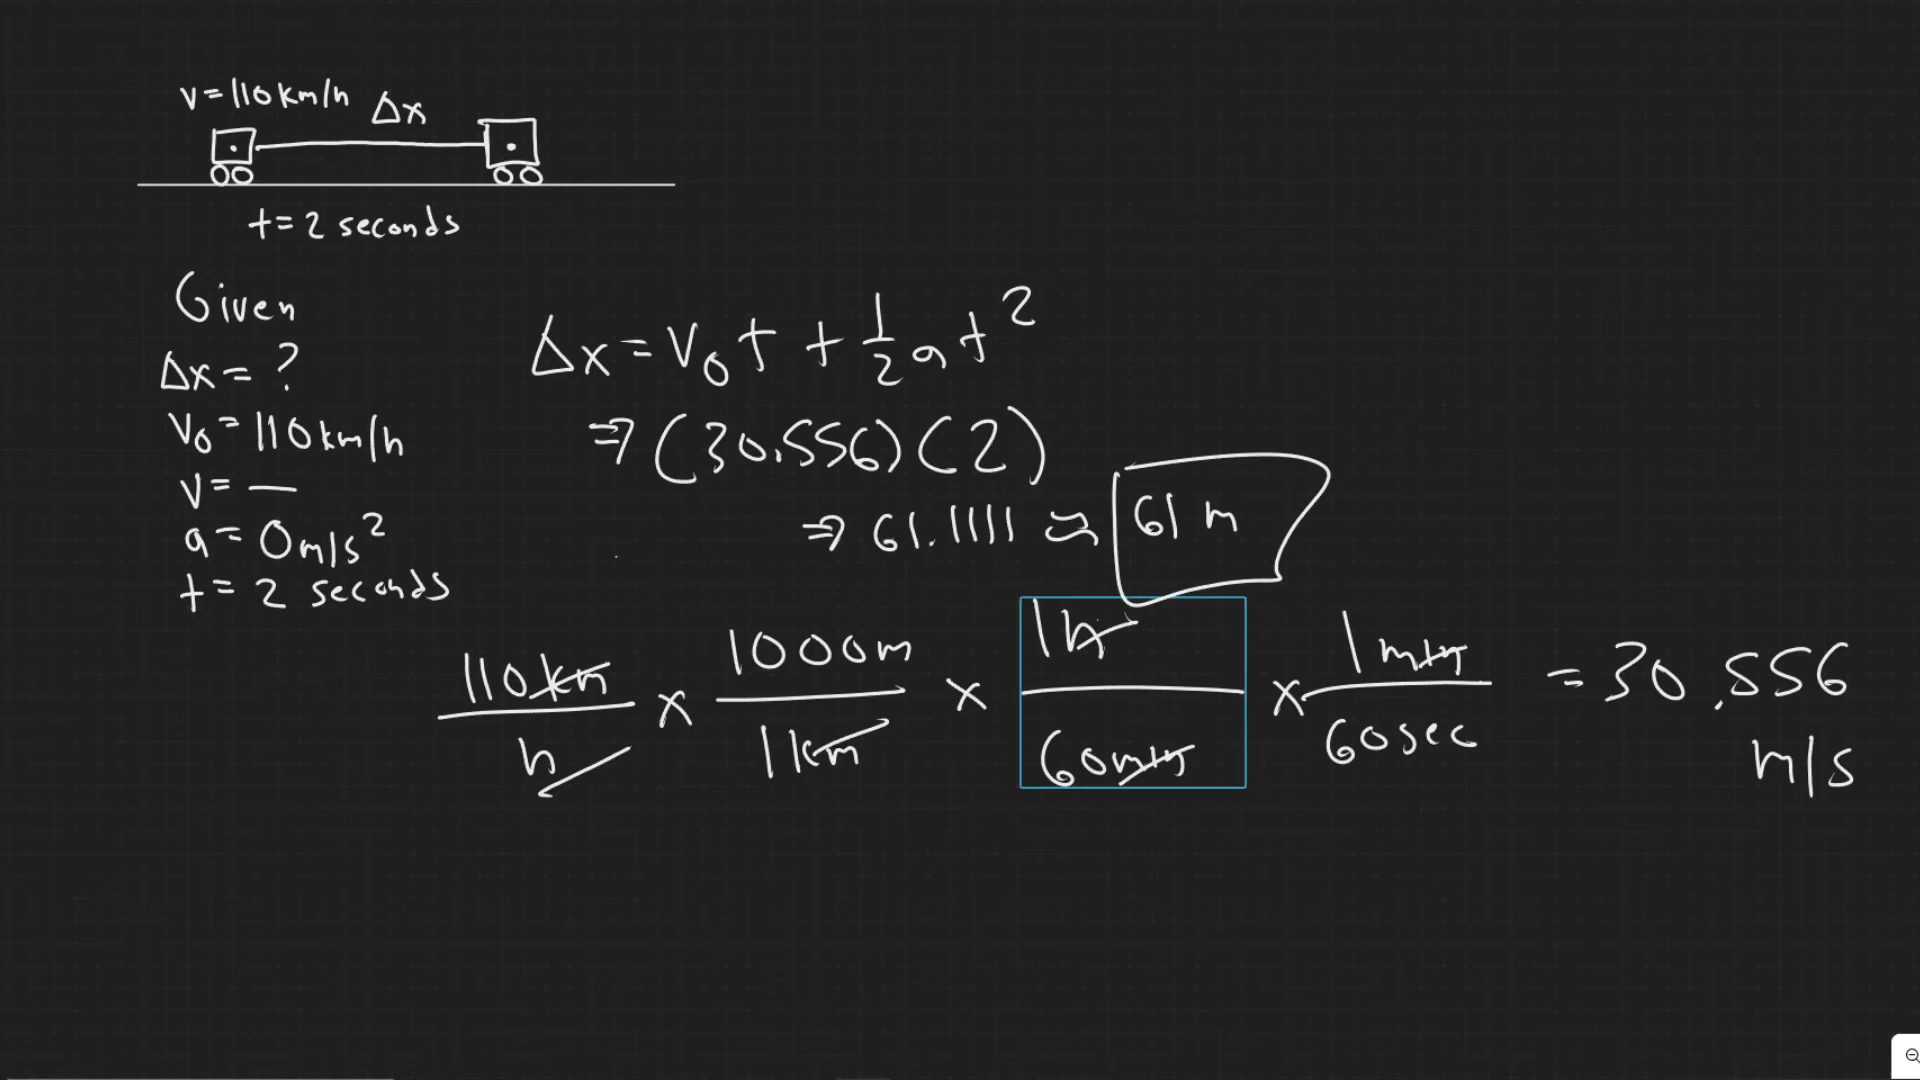 v=110km/h Δx
t=2 seconds
Given
Δx=?
v₀=110km/h
v=—
a=0m/s²
t=2 seconds
Δx=v₀t+½at²
⇒(30.556)(2)
⇒61.1111≈61m
110km/h x 1000m/1km x 1h/60min x 1min/60sec =30.556
m/s